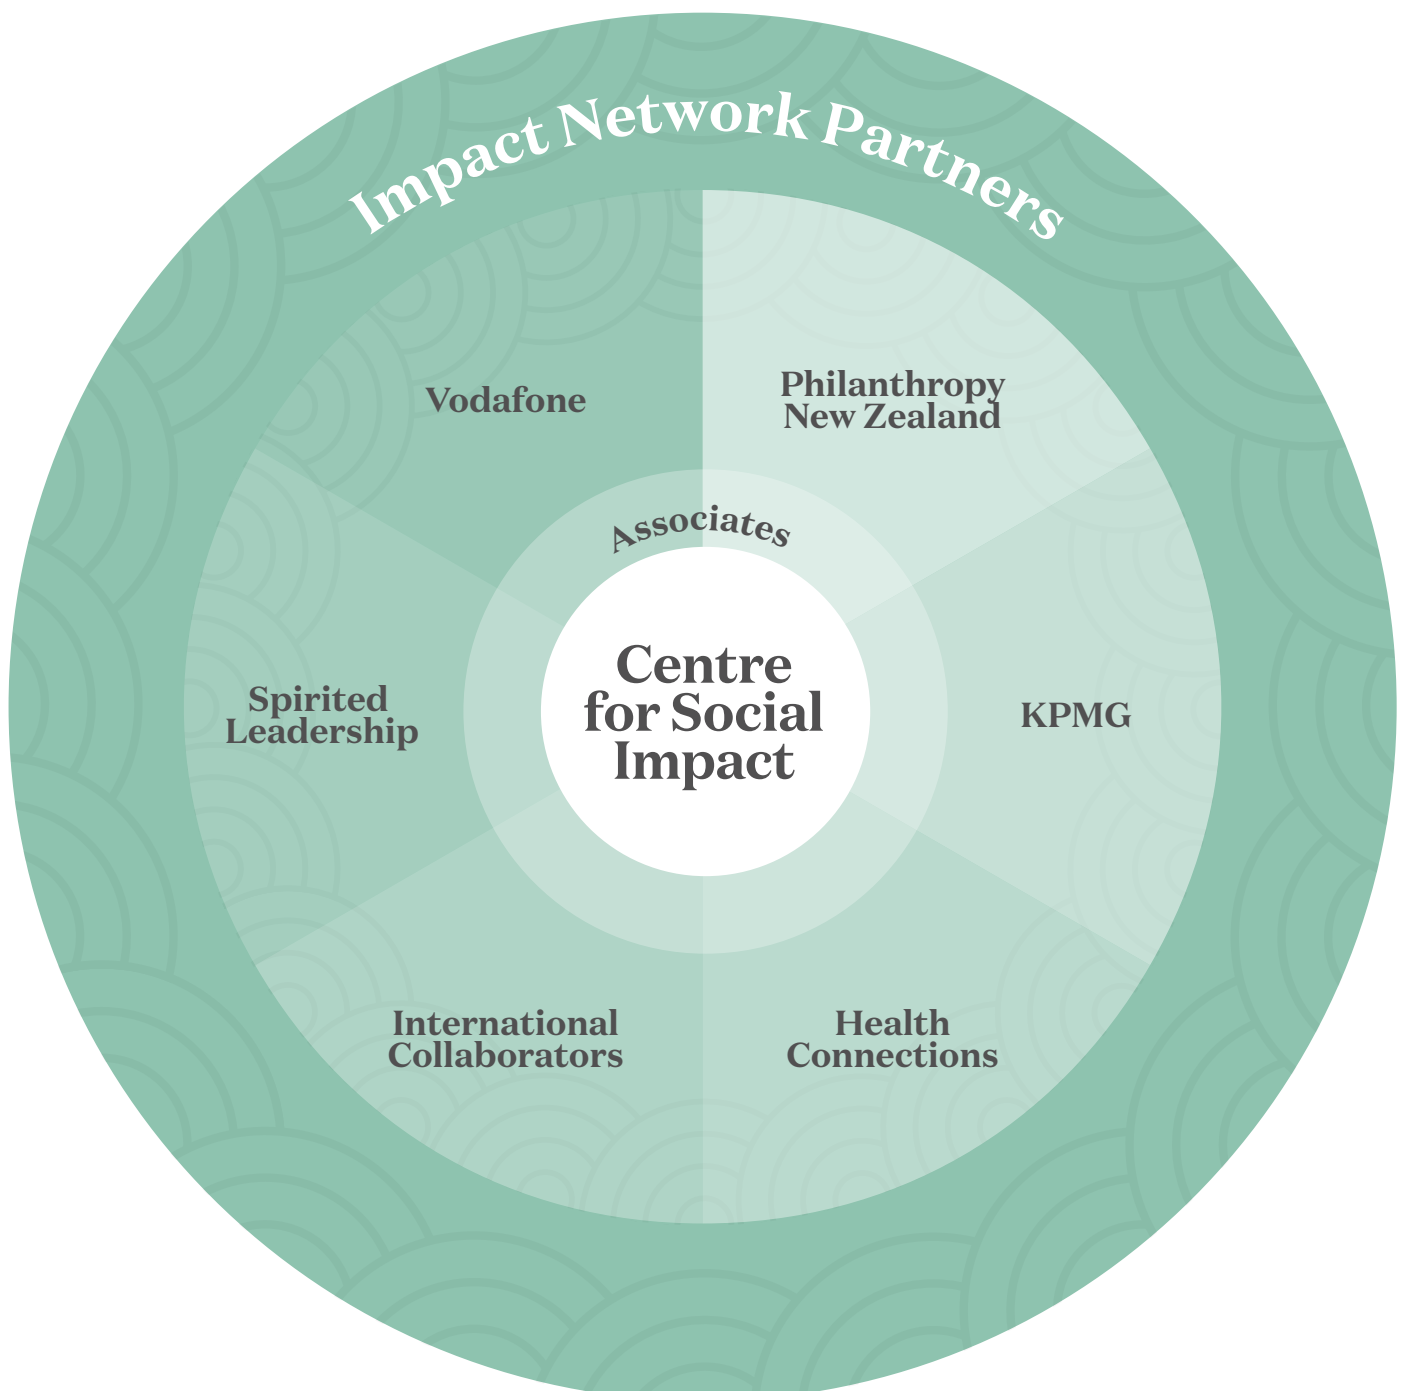 Impact Network Partners
Vodafone
Philanthropy
New Zealand
Associates
Centre
for Social
Impact
Spirited
Leadership
KPMG
International
Collaborators
Health
Connections